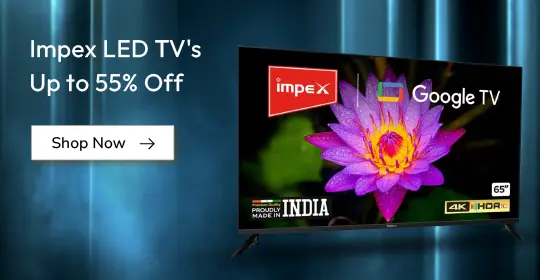 Impex LED TV's
Up to 55% Off
Shop Now
impex
Google TV
65"
PROUDLY
MADE IN INDIA
4K HDR